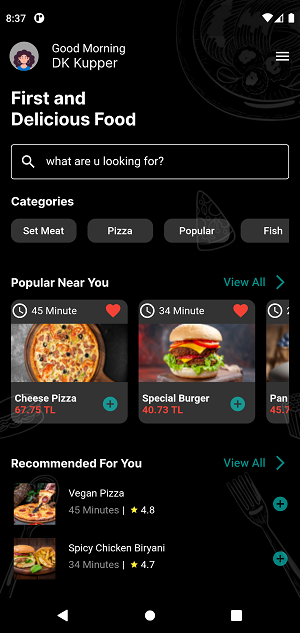 8:37
Good Morning
DK Kupper
First and
Delicious Food
what are u looking for?
Categories
Set Meat
Pizza
Popular
Fish
Popular Near You
View All
45 Minute
34 Minute
2
Cheese Pizza
67.75 TL
Special Burger
40.73 TL
Pan
45.7
Recommended For You
View All
Vegan Pizza
45 Minutes | 4.8
Spicy Chicken Biryani
34 Minutes | 4.7